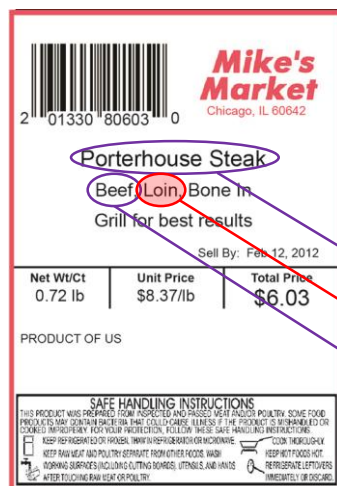 Mike's
Market
Chicago, IL 60642
2 01330 80603 0
Porterhouse Steak
Beef, Loin, Bone In
Grill for best results
Sell By: Feb 12, 2012
Net Wt/Ct Unit Price Total Price
0.72 lb $8.37/lb $6.03
PRODUCT OF US
SAFE HANDLING INSTRUCTIONS
THIS PRODUCT WAS PREPARED FROM INSPECTED AND PASSED MEAT AND/OR POULTRY. SOME FOOD
PRODUCTS MAY CONTAIN BACTERIA THAT COULD CAUSE ILLNESS IF THE PRODUCT IS MISHANDLED OR
COOKED IMPROPERLY. FOR YOUR PROTECTION, FOLLOW THESE SAFE HANDLING INSTRUCTIONS.
KEEP REFRIGERATED OR FROZEN. THAW IN REFRIGERATOR OR MICROWAVE.
COOK THOROUGHLY.
KEEP RAW MEAT AND POULTRY SEPARATE FROM OTHER FOODS. WASH
WORKING SURFACES (INCLUDING CUTTING BOARDS), UTENSILS, AND HANDS
AFTER TOUCHING RAW MEAT OR POULTRY.
KEEP HOT FOODS HOT.
REFRIGERATE LEFTOVERS
IMMEDIATELY OR DISCARD.